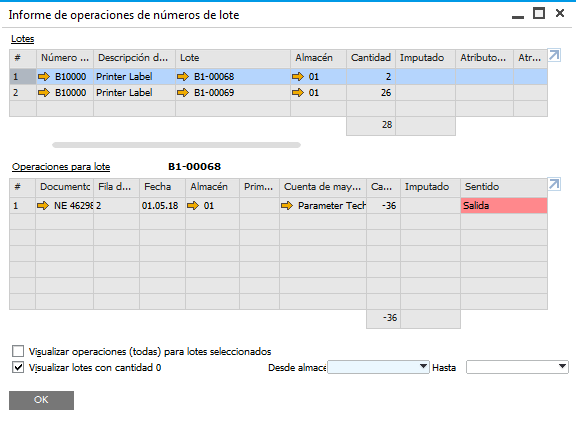 Informe de operaciones de números de lote
Lotes
# Número ... Descripción d... Lote Almacén Cantidad Imputado Atributo... Atr...
1 B10000 Printer Label B1-00068 01 2
2 B10000 Printer Label B1-00069 01 26
28
Operaciones para lote B1-00068
# Documento Fila d... Fecha Almacén Prim... Cuenta de may... Ca... Imputado Sentido
1 NE 46298 2 01.05.18 01 Parameter Tech -36 Salida
-36
Visualizar operaciones (todas) para lotes seleccionados
Visualizar lotes con cantidad 0 Desde almacé Hasta
OK